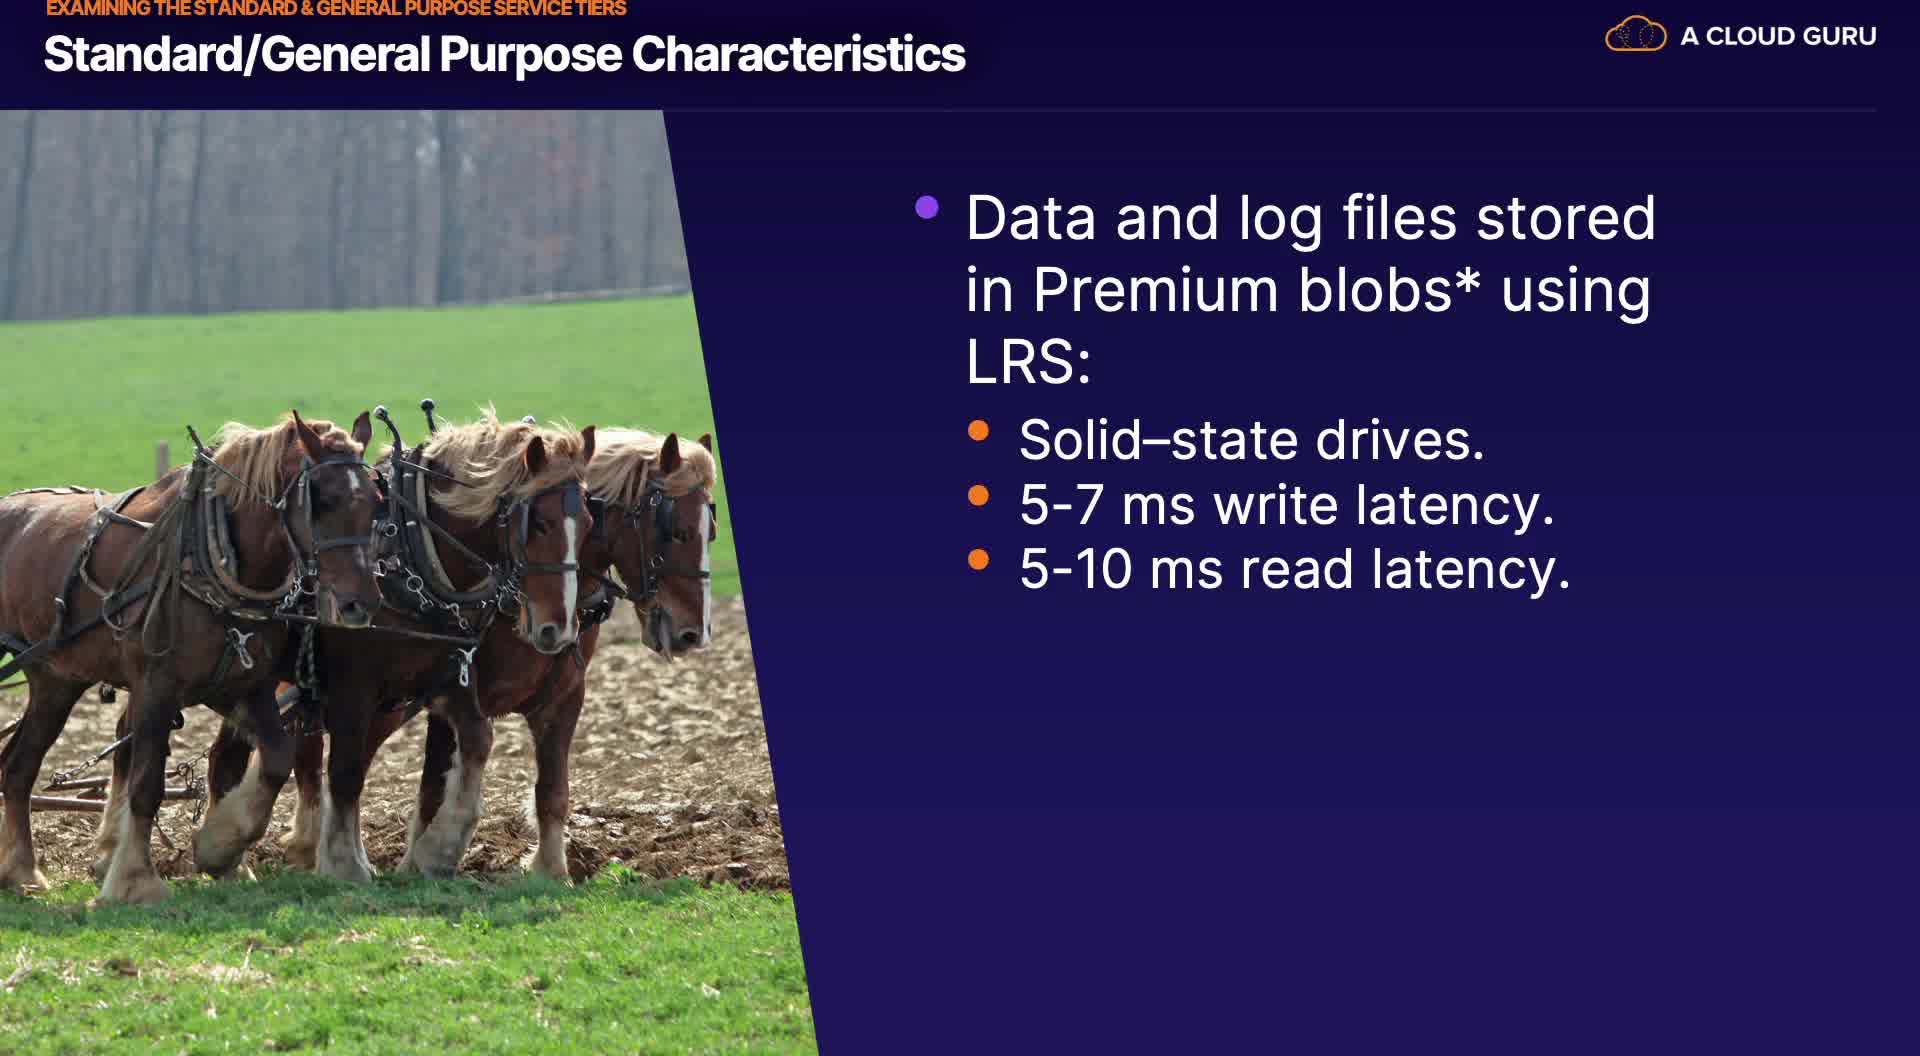 EXAMINING THE STANDARD & GENERAL PURPOSE SERVICE TIERS
Standard/General Purpose Characteristics
A CLOUD GURU
Data and log files stored
in Premium blobs* using
LRS:
Solid–state drives.
5-7 ms write latency.
5-10 ms read latency.